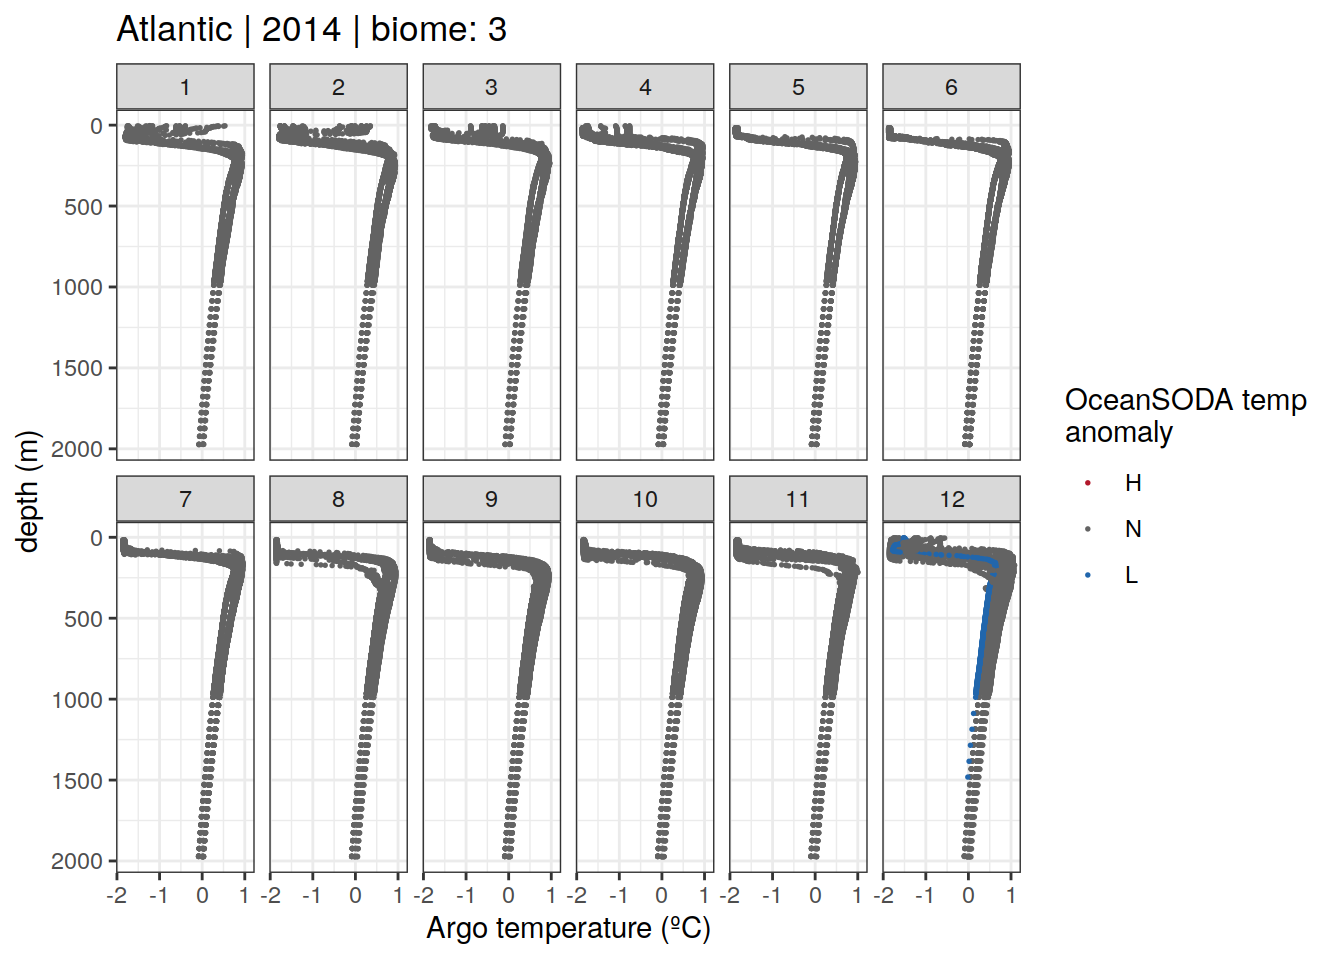 Atlantic | 2014 | biome: 3
1 2 3 4 5 6
0
500
1000
1500
2000
7 8 9 10 11 12
0
500
1000
1500
2000
-2 -1 0 1 -2 -1 0 1 -2 -1 0 1 -2 -1 0 1 -2 -1 0 1 -2 -1 0 1
Argo temperature (ºC)
depth (m)
OceanSODA temp
anomaly
H
N
L